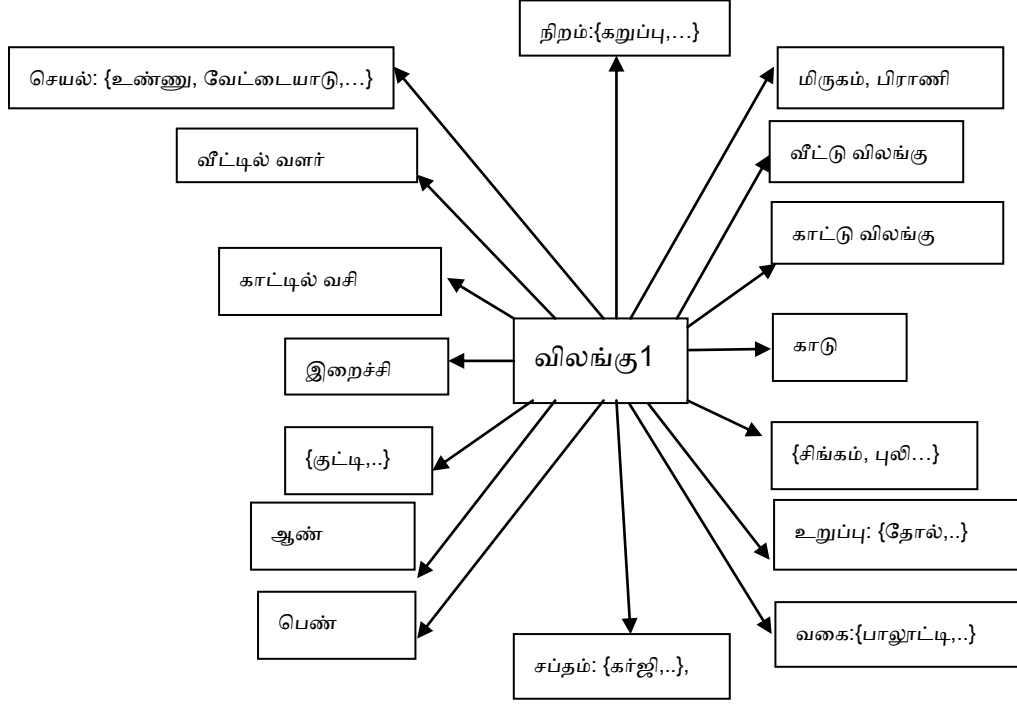 நிறம்:{கறுப்பு,...}
செயல்: {உண்ணு, வேட்டையாடு,...}
மிருகம், பிராணி
வீட்டில் வளர்
வீட்டு விலங்கு
காட்டு விலங்கு
காட்டில் வசி
விலங்கு1
காடு
இறைச்சி
{குட்டி,..}
{சிங்கம், புலி...}
ஆண்
உறுப்பு: {தோல்,..}
பெண்
வகை:{பாலூட்டி,..}
சப்தம்: {கர்ஜி,..},